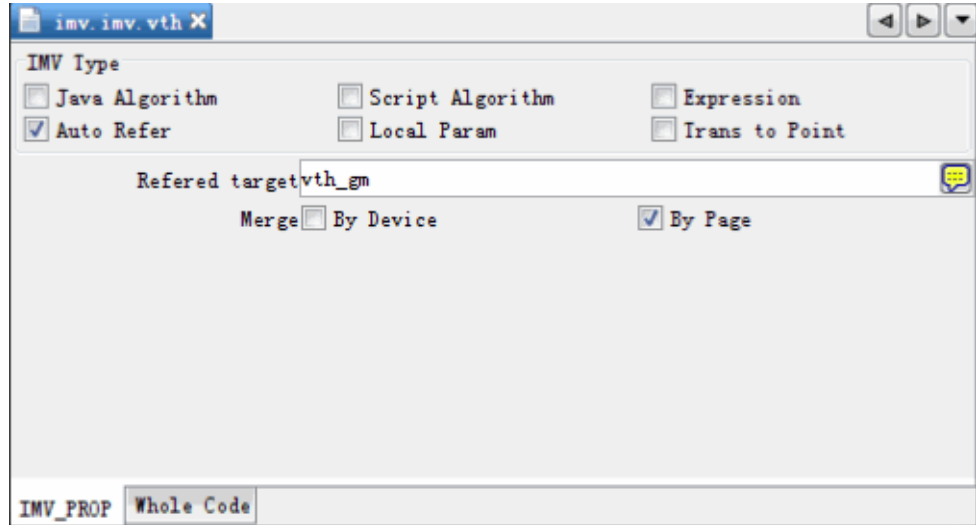 imv.imv.vth
IMV Type
Java Algorithm Script Algorithm Expression
Auto Refer Local Param Trans to Point
Refered target vth_gm
Merge By Device By Page
IMV_PROP Whole Code